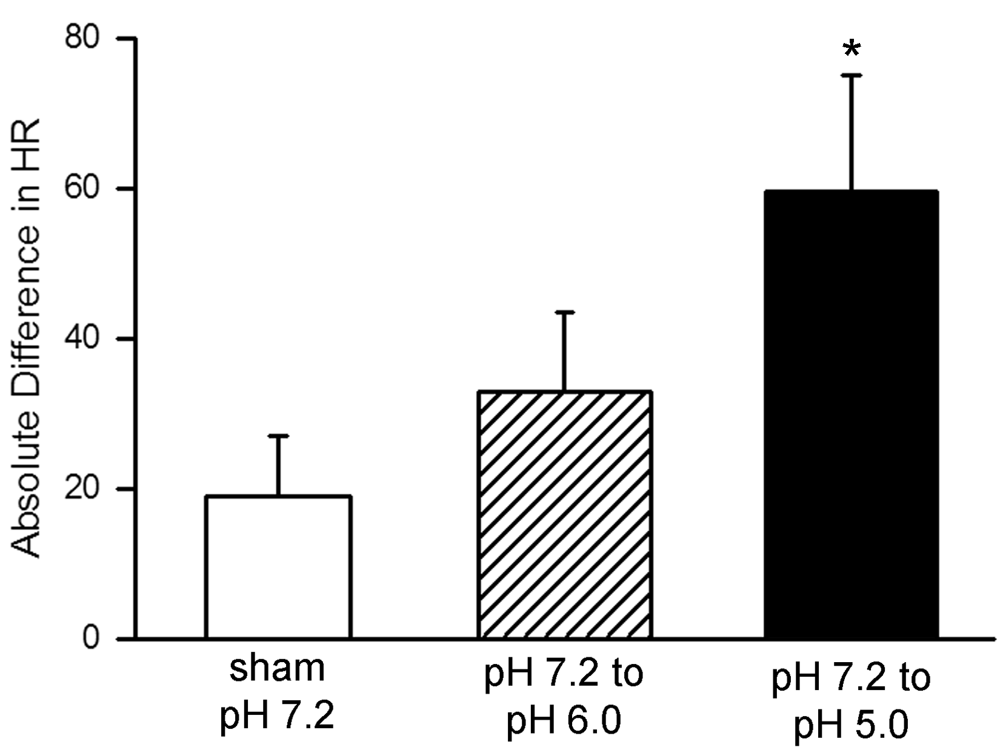 Absolute Difference in HR
80
60
40
20
0
*
sham
pH 7.2
pH 7.2 to
pH 6.0
pH 7.2 to
pH 5.0